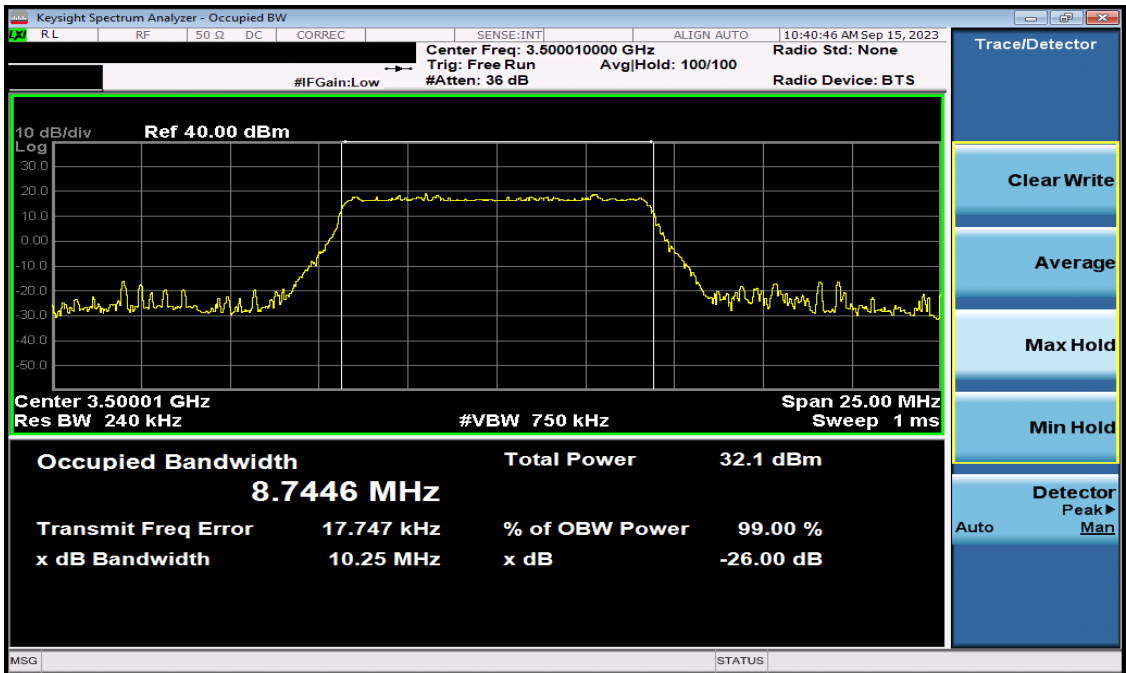 Keysight Spectrum Analyzer - Occupied BW
LXI RL RF 50 Ω DC CORREC SENSE:INT ALIGN AUTO 10:40:46 AM Sep 15, 2023
Center Freq: 3.500010000 GHz Radio Std: None
Trig: Free Run Avg|Hold: 100/100
#IFGain:Low #Atten: 36 dB Radio Device: BTS
Trace/Detector
10 dB/div Ref 40.00 dBm
Log
30.0
20.0
10.0
0.00
-10.0
-20.0
-30.0
-40.0
-50.0
Center 3.50001 GHz Span 25.00 MHz
Res BW 240 kHz #VBW 750 kHz Sweep 1 ms
Occupied Bandwidth Total Power 32.1 dBm
8.7446 MHz
Transmit Freq Error 17.747 kHz % of OBW Power 99.00 %
x dB Bandwidth 10.25 MHz x dB -26.00 dB
Clear Write
Average
Max Hold
Min Hold
Detector
Peak▶
Auto Man
MSG STATUS